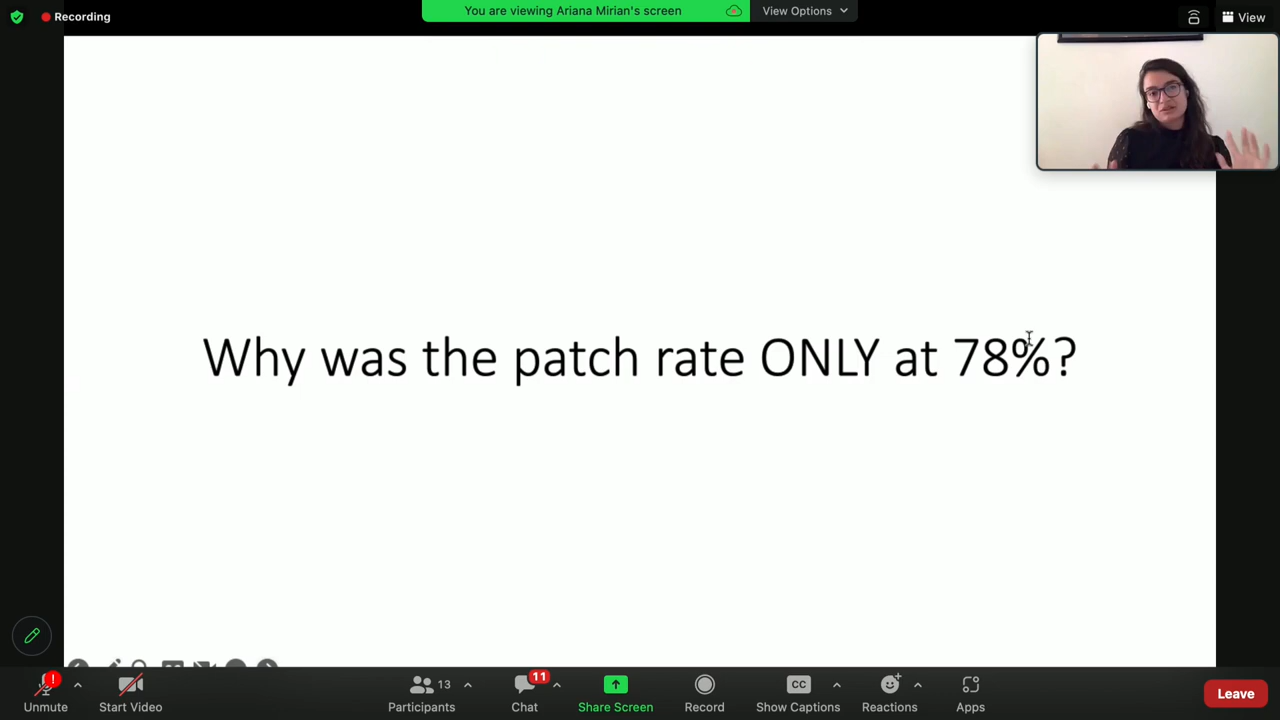 Recording
You are viewing Ariana Mirian's screen
View Options
View
Why was the patch rate ONLY at 78%?
Unmute
Start Video
13
Participants
11
Chat
Share Screen
Record
CC
Show Captions
Reactions
Apps
Leave